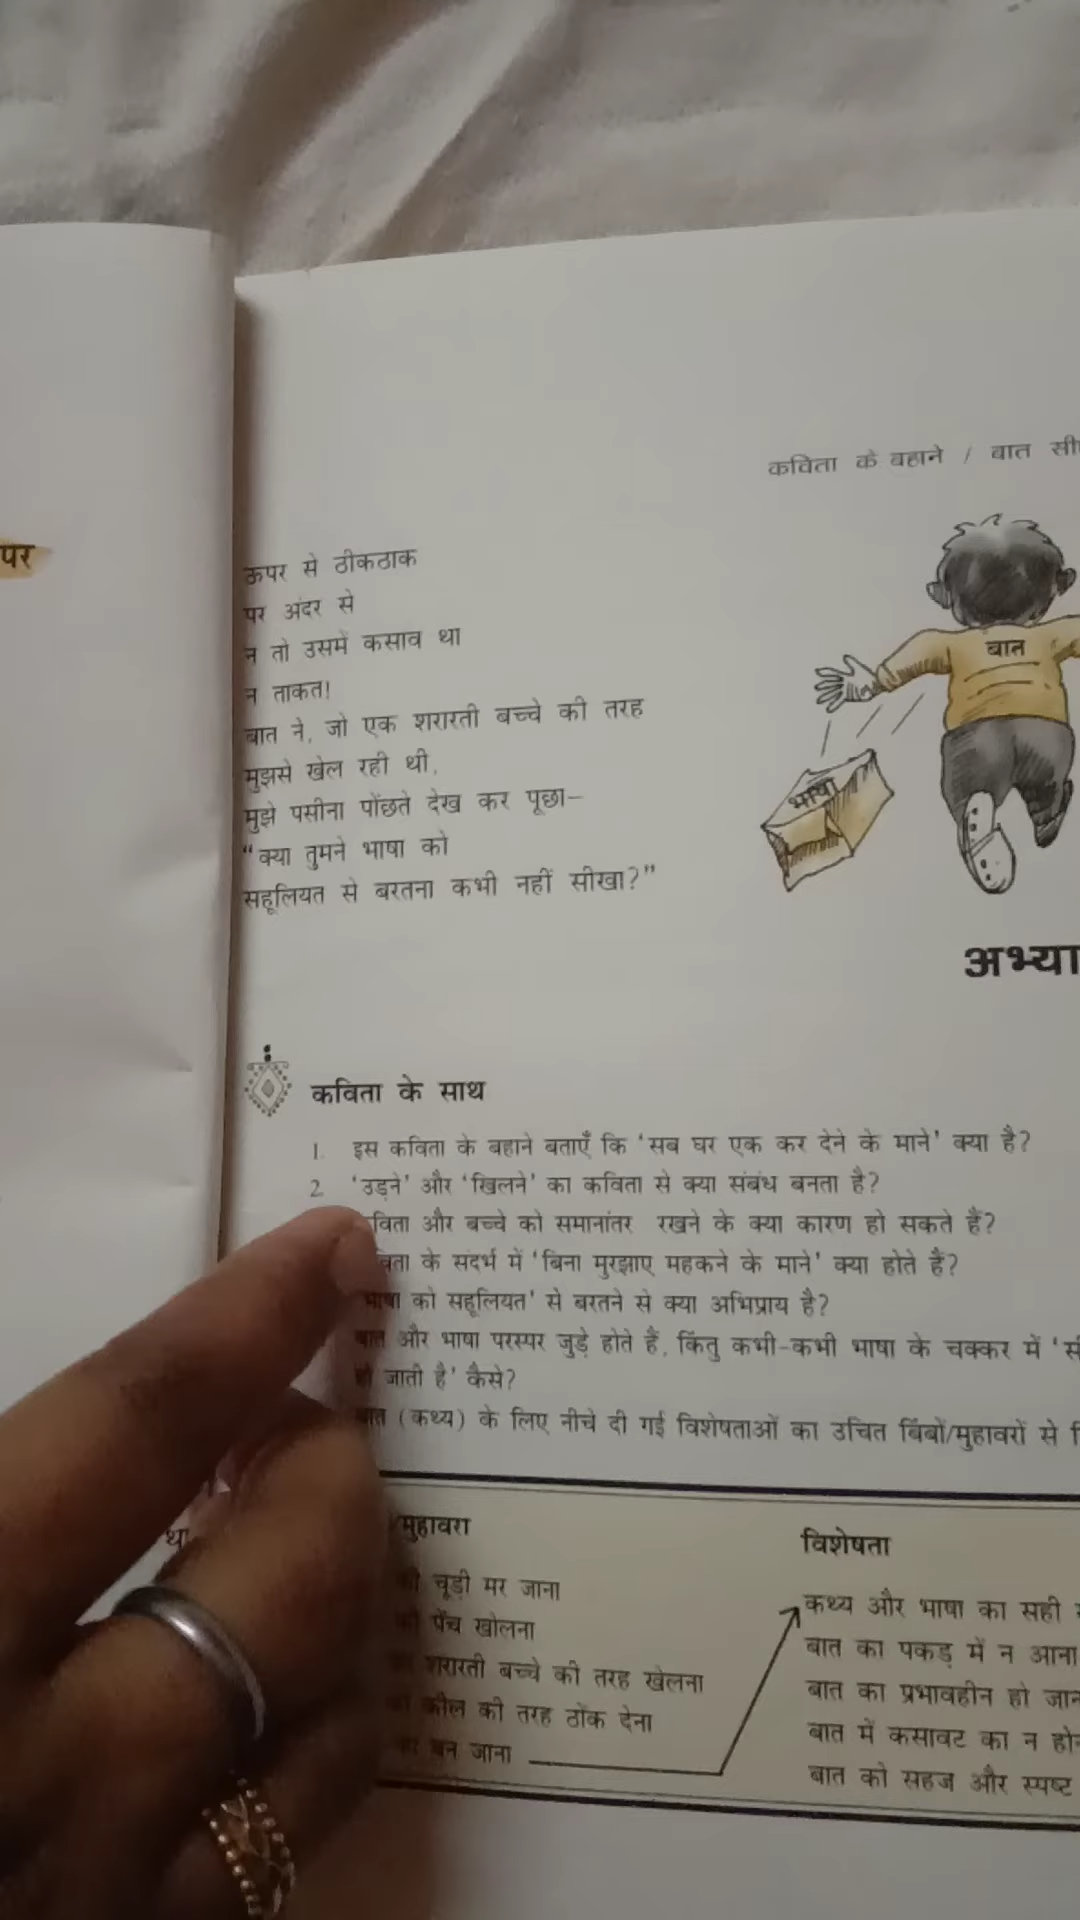 कविता के बहाने / बात
पर
ऊपर से ठीकठाक
पर अंदर से
न तो उसमें कसाव था
न ताकत!
बात ने, जो एक शरारती बच्चे की तरह
मुझसे खेल रही थी,
मुझे पसीना पोंछते देख कर पूछा–
“क्या तुमने भाषा को
सहूलियत से बरतना कभी नहीं सीखा?”
बात
भाषा
कविता के साथ
1. इस कविता के बहाने बताएँ कि ‘सब घर एक कर देने के माने’ क्या है?
2. ‘उड़ने’ और ‘खिलने’ का कविता से क्या संबंध बनता है?
और बच्चे को समानांतर रखने के क्या कारण हो सकते हैं?
के संदर्भ में ‘बिना मुरझाए महकने के माने’ क्या होते हैं?
को सहूलियत’ से बरतने से क्या अभिप्राय है?
बात और भाषा परस्पर जुड़े होते हैं, किंतु कभी-कभी भाषा के चक्कर में
हो जाती है’ कैसे?
बात (कथ्य) के लिए नीचे दी गई विशेषताओं का उचित बिंबों/मुहावरों से
मुहावरा
विशेषता
चूड़ी मर जाना
कथ्य और भाषा का सही
पेंच खोलना
बात का पकड़ में न आना
शरारती बच्चे की तरह खेलना
बात का प्रभावहीन हो
कील की तरह ठोंक देना
बात में कसावट का न
बन जाना
बात को सहज और स्पष्ट